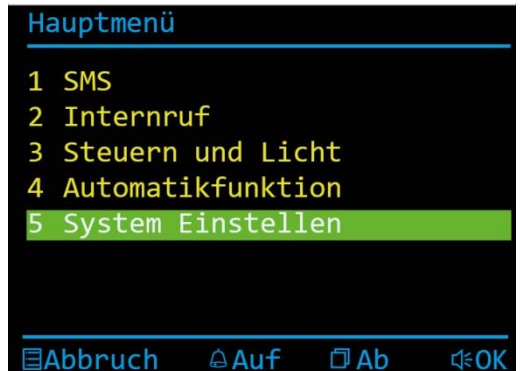 Hauptmenü
1 SMS
2 Internruf
3 Steuern und Licht
4 Automatikfunktion
5 System Einstellen
Abbruch Auf Ab OK